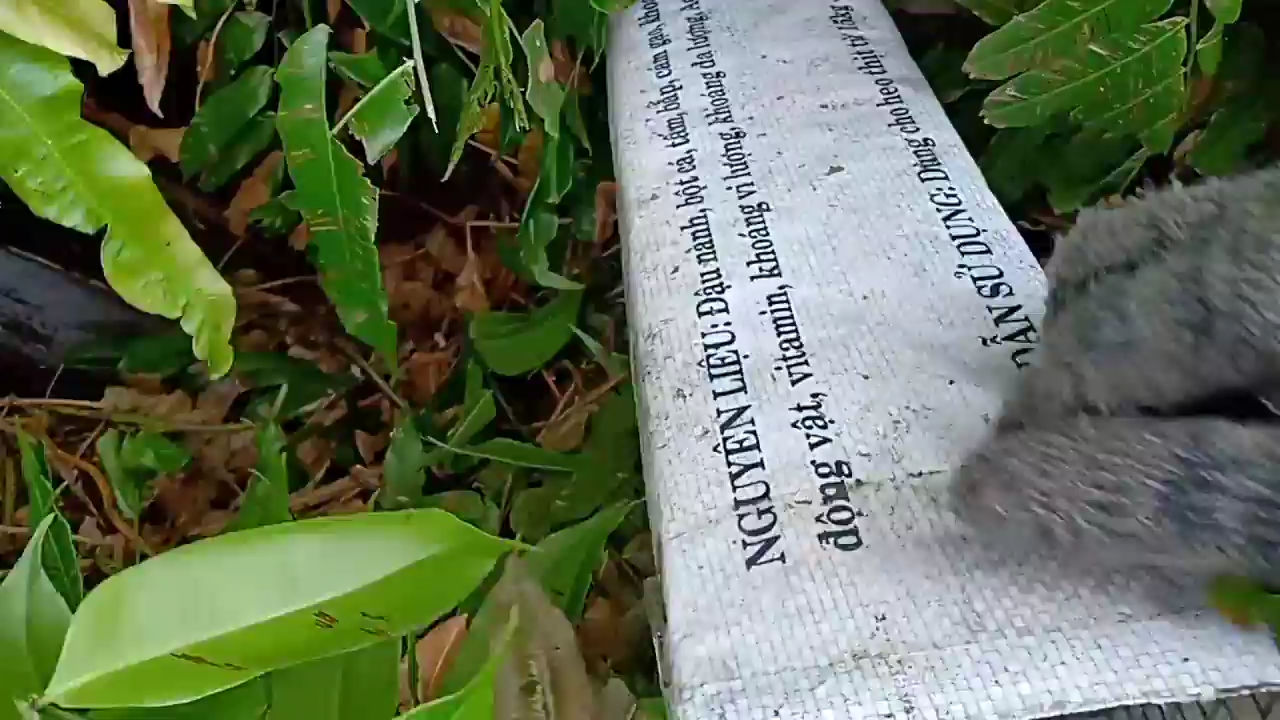 NGUYÊN LIỆU: Đậu nành, bột cá, tấm, bắp, cám gạo, khô
động vật, vitamin, khoáng vi lượng, khoáng đa lượng,
DẪN SỬ DỤNG: Dùng cho heo thịt từ